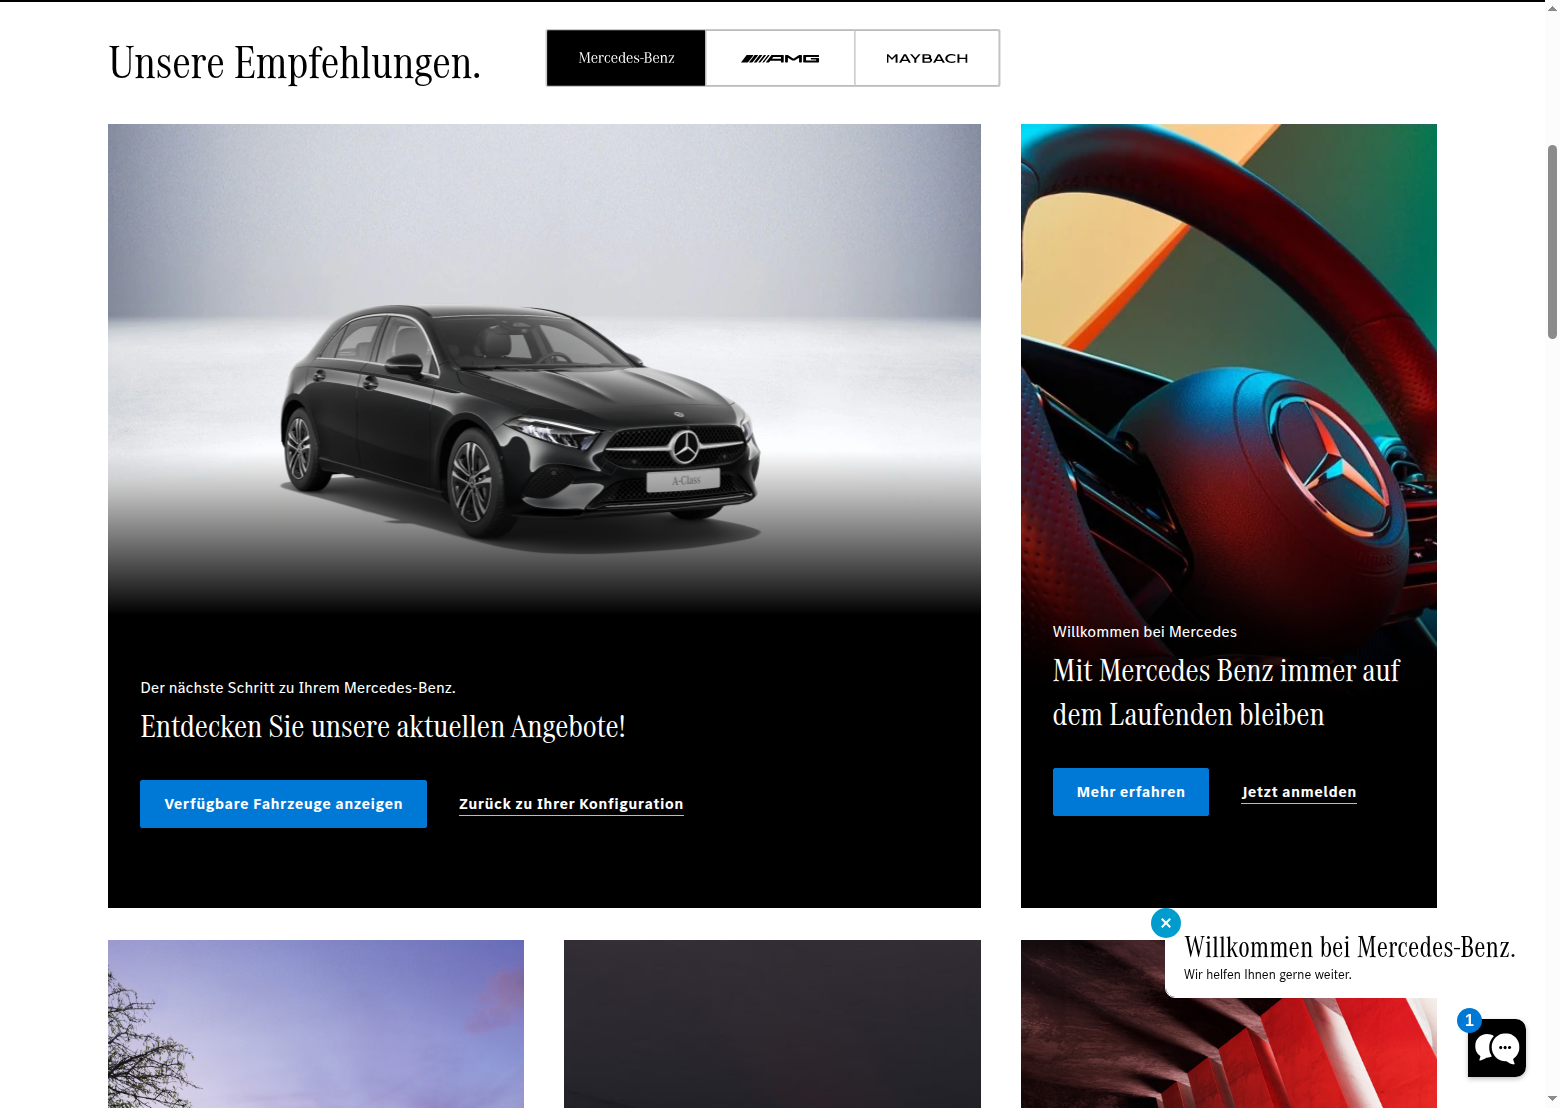 Unsere Empfehlungen.
Mercedes-Benz
AMG
MAYBACH
A-Class
Der nächste Schritt zu Ihrem Mercedes-Benz.
Entdecken Sie unsere aktuellen Angebote!
Verfügbare Fahrzeuge anzeigen
Zurück zu Ihrer Konfiguration
Willkommen bei Mercedes
Mit Mercedes Benz immer auf
dem Laufenden bleiben
Mehr erfahren
Jetzt anmelden
Willkommen bei Mercedes-Benz.
Wir helfen Ihnen gerne weiter.
1